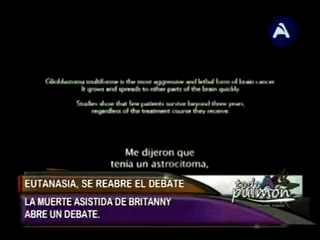 A
Glioblastoma multiforme is the most aggressive and lethal form of brain cancer.
It grows and spreads to other parts of the brain quickly.
Studies show that few patients survive beyond three years,
regardless of the treatment course they receive.
Me dijeron que
tenía un astrocitoma,
EUTANASIA, SE REABRE EL DEBATE
todo
pulmón
LA MUERTE ASISTIDA DE BRITANNY
ABRE UN DEBATE.